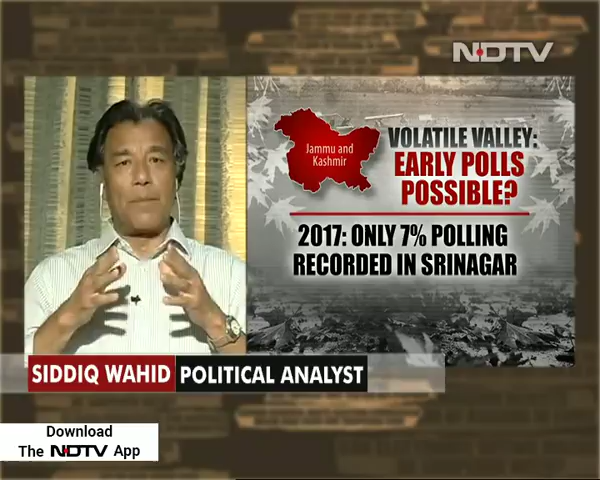 NDTV
Jammu and
Kashmir
VOLATILE VALLEY:
EARLY POLLS
POSSIBLE?
2017: ONLY 7% POLLING
RECORDED IN SRINAGAR
SIDDIQ WAHID POLITICAL ANALYST
Download
The NDTV App